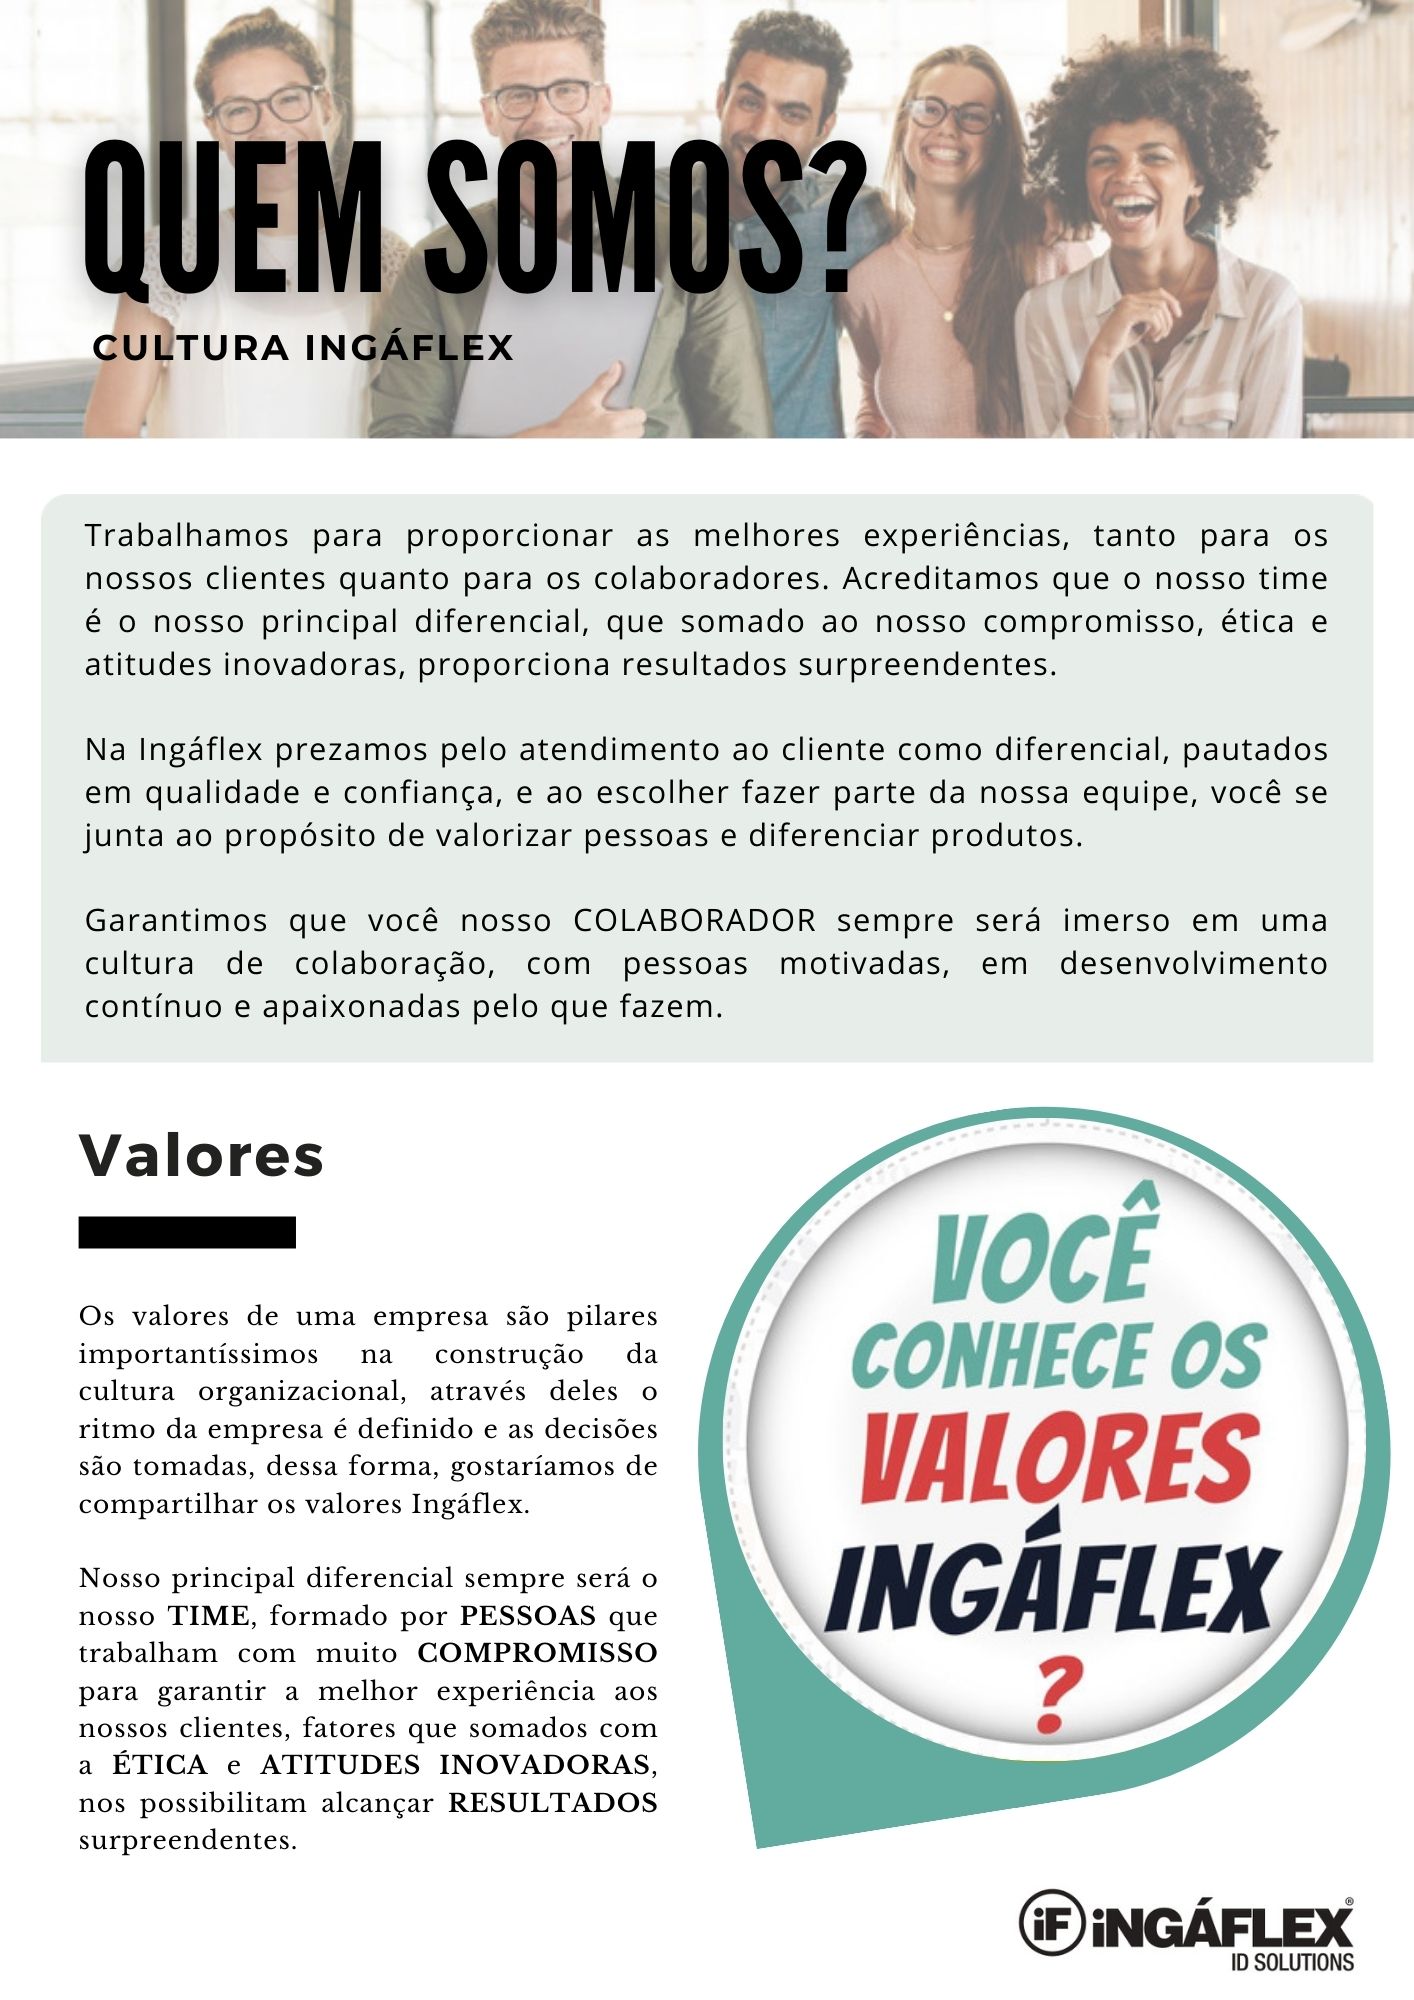 QUEM SOMOS?
CULTURA INGÁFLEX
Trabalhamos para proporcionar as melhores experiências, tanto para os
nossos clientes quanto para os colaboradores. Acreditamos que o nosso time
é o nosso principal diferencial, que somado ao nosso compromisso, ética e
atitudes inovadoras, proporciona resultados surpreendentes.
Na Ingáflex prezamos pelo atendimento ao cliente como diferencial, pautados
em qualidade e confiança, e ao escolher fazer parte da nossa equipe, você se
junta ao propósito de valorizar pessoas e diferenciar produtos.
Garantimos que você nosso COLABORADOR sempre será imerso em uma
cultura de colaboração, com pessoas motivadas, em desenvolvimento
contínuo e apaixonadas pelo que fazem.
Valores
Os valores de uma empresa são pilares
importantíssimos na construção da
cultura organizacional, através deles o
ritmo da empresa é definido e as decisões
são tomadas, dessa forma, gostaríamos de
compartilhar os valores Ingáflex.
Nosso principal diferencial sempre será o
nosso TIME, formado por PESSOAS que
trabalham com muito COMPROMISSO
para garantir a melhor experiência aos
nossos clientes, fatores que somados com
a ÉTICA e ATITUDES INOVADORAS,
nos possibilitam alcançar RESULTADOS
surpreendentes.
VOCÊ
CONHECE OS
VALORES
INGÁFLEX
?
iF iNGÁFLEX®
ID SOLUTIONS